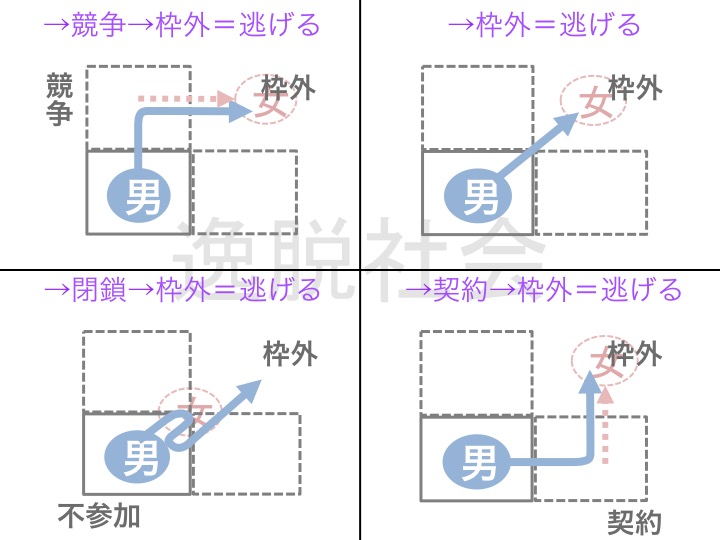 →競争→枠外＝逃げる
競争
枠外
女
男
→枠外＝逃げる
枠外
女
男
逸脱社会
→閉鎖→枠外＝逃げる
枠外
女
男
不参加
→契約→枠外＝逃げる
枠外
女
男
契約